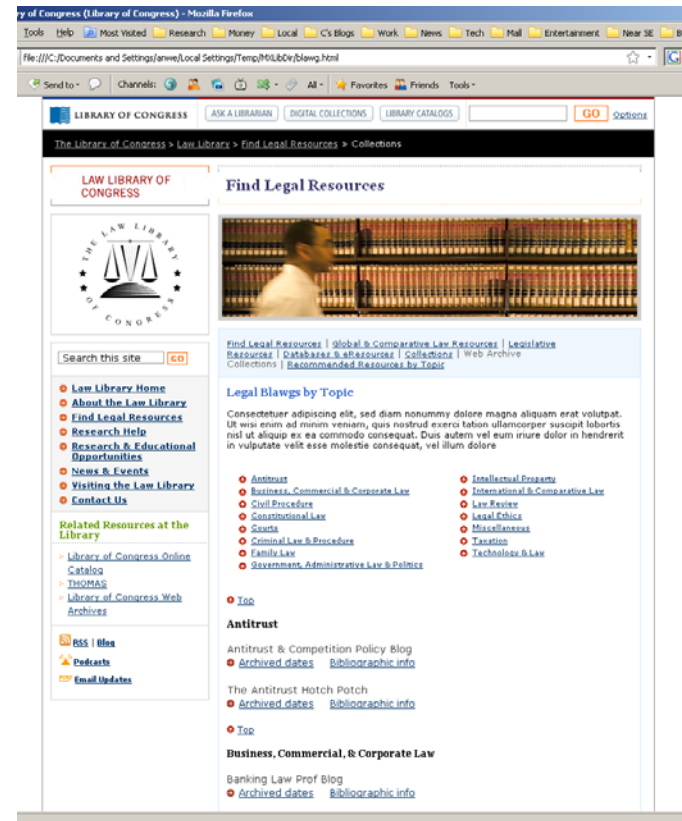 ry of Congress (Library of Congress) - Mozilla Firefox
Tools Help Most Visited Research Money Local C's Blogs Work News Tech Mall Entertainment Near SE
file:///C:/Documents and Settings/anwe/Local Settings/Temp/MXLibDir/blawg.html
Send to Channels: All Favorites Friends Tools
LIBRARY OF CONGRESS ASK A LIBRARIAN DIGITAL COLLECTIONS LIBRARY CATALOGS GO Options
The Library of Congress > Law Library > Find Legal Resources > Collections
LAW LIBRARY OF
CONGRESS
Find Legal Resources
THE LAW LIBRARY
OF CONGRESS
Search this site GO
Law Library Home
About the Law Library
Find Legal Resources
Research Help
Research & Educational
Opportunities
News & Events
Visiting the Law Library
Contact Us
Related Resources at the
Library
Library of Congress Online
Catalog
THOMAS
Library of Congress Web
Archives
RSS | Blog
Podcasts
Email Updates
Find Legal Resources | Global & Comparative Law Resources | Legislative
Resources | Databases & eResources | Collections | Web Archive
Collections | Recommended Resources by Topic
Legal Blawgs by Topic
Consectetuer adipiscing elit, sed diam nonummy dolore magna aliquam erat volutpat.
Ut wisi enim ad minim veniam, quis nostrud exerci tation ullamcorper suscipit lobortis
nisl ut aliquip ex ea commodo consequat. Duis autem vel eum iriure dolor in hendrerit
in vulputate velit esse molestie consequat, vel illum dolore
Antitrust
Business, Commercial & Corporate Law
Civil Procedure
Constitutional Law
Courts
Criminal Law & Procedure
Family Law
Government, Administrative Law & Politics
Intellectual Property
International & Comparative Law
Law Review
Legal Ethics
Miscellaneous
Taxation
Technology & Law
Top
Antitrust
Antitrust & Competition Policy Blog
Archived dates Bibliographic info
The Antitrust Hotch Potch
Archived dates Bibliographic info
Top
Business, Commercial, & Corporate Law
Banking Law Prof Blog
Archived dates Bibliographic info